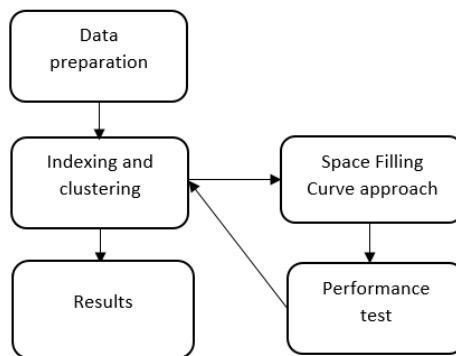 Data
preparation
Indexing and
clustering
Space Filling
Curve approach
Results
Performance
test